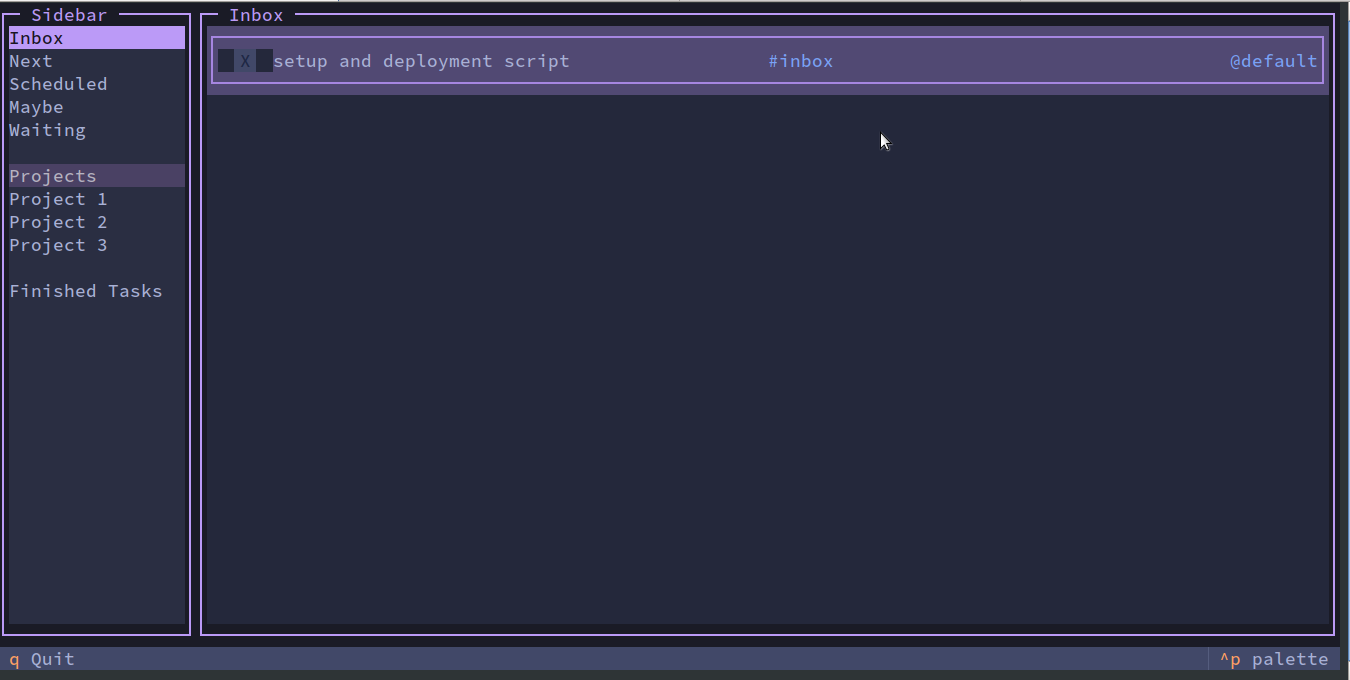 Sidebar
Inbox
Next
Scheduled
Maybe
Waiting
Projects
Project 1
Project 2
Project 3
Finished Tasks
Inbox
X setup and deployment script #inbox @default
q Quit ^p palette